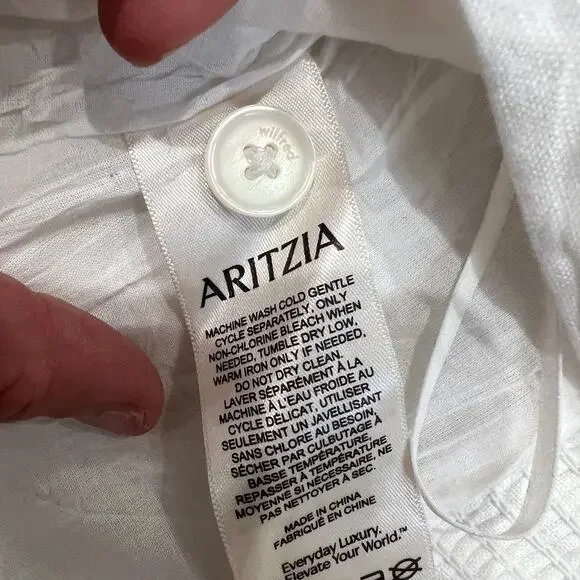 wilfred
ARITZIA
MACHINE WASH COLD GENTLE
CYCLE SEPARATELY, ONLY
NON-CHLORINE BLEACH WHEN
NEEDED, TUMBLE DRY LOW,
WARM IRON ONLY IF NEEDED.
DO NOT DRY CLEAN.
LAVER SÉPARÉMENT À LA
MACHINE À L'EAU FROIDE AU
CYCLE DÉLICAT, UTILISER
SEULEMENT UN JAVELLISANT
SANS CHLORE AU BESOIN,
SÉCHER PAR CULBUTAGE À
BASSE TEMPÉRATURE,
REPASSER À TEMPÉRATURE
MOYENNE SI NÉCESSAIRE, NE
PAS NETTOYER À SEC.
MADE IN CHINA
FABRIQUÉ EN CHINE
Everyday Luxury.
Elevate Your World.™